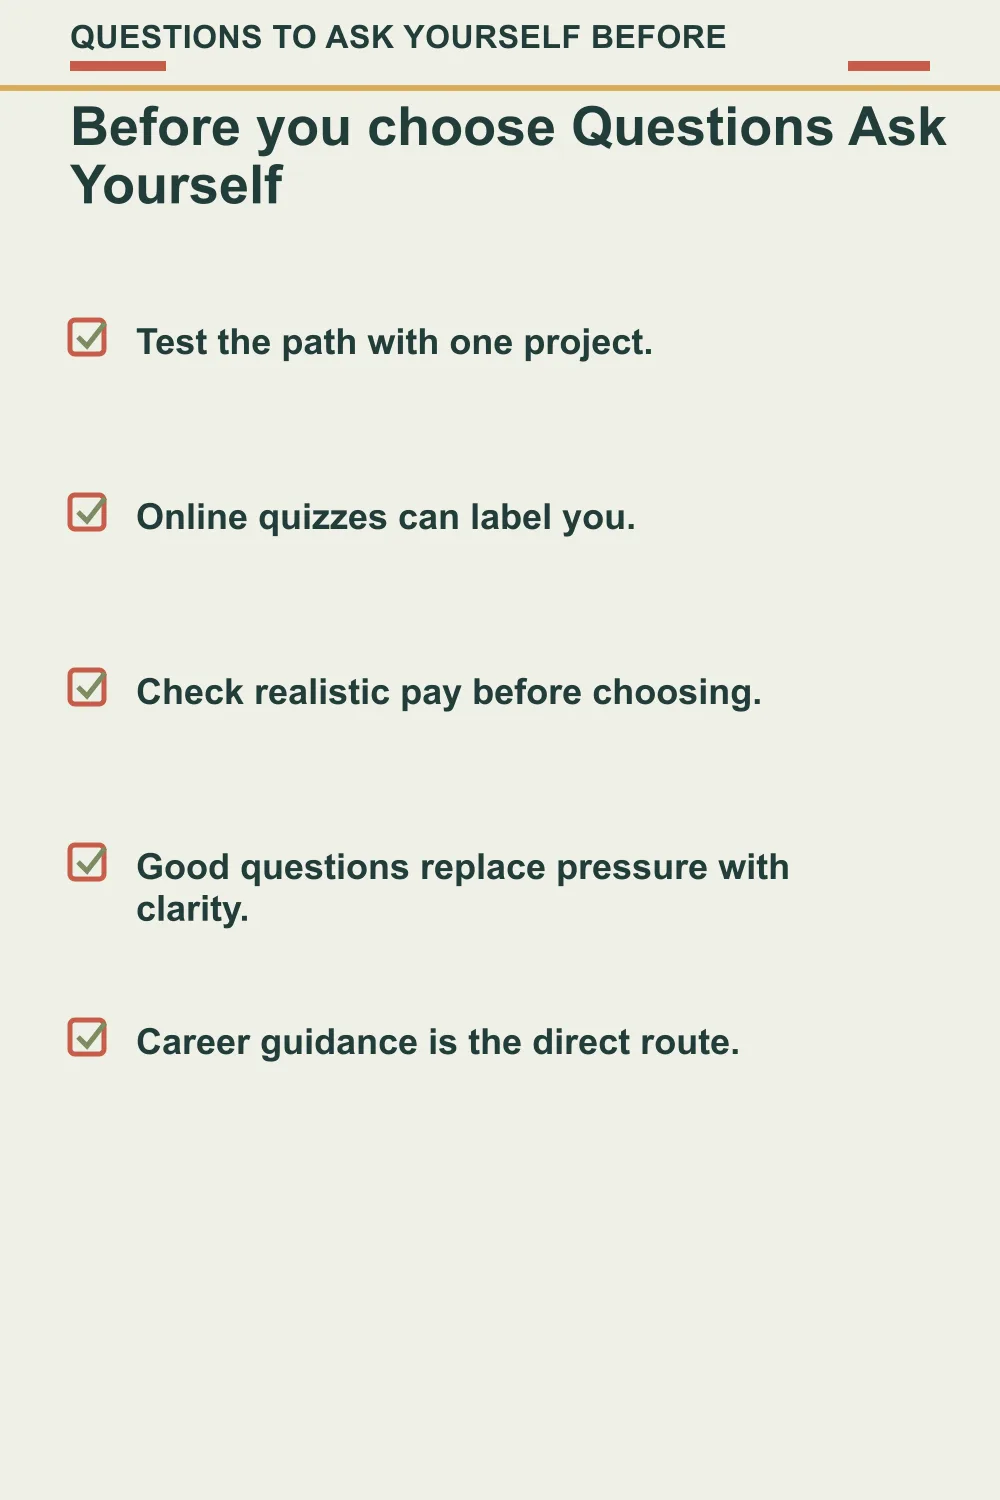 QUESTIONS TO ASK YOURSELF BEFORE
Before you choose Questions Ask
Yourself
Test the path with one project.
Online quizzes can label you.
Check realistic pay before choosing.
Good questions replace pressure with
clarity.
Career guidance is the direct route.